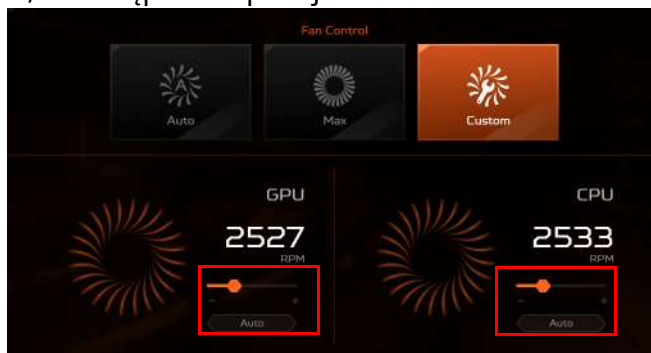 Fan Control
Auto
Max
Custom
GPU
2527
RPM
- +
Auto
CPU
2533
RPM
- +
Auto